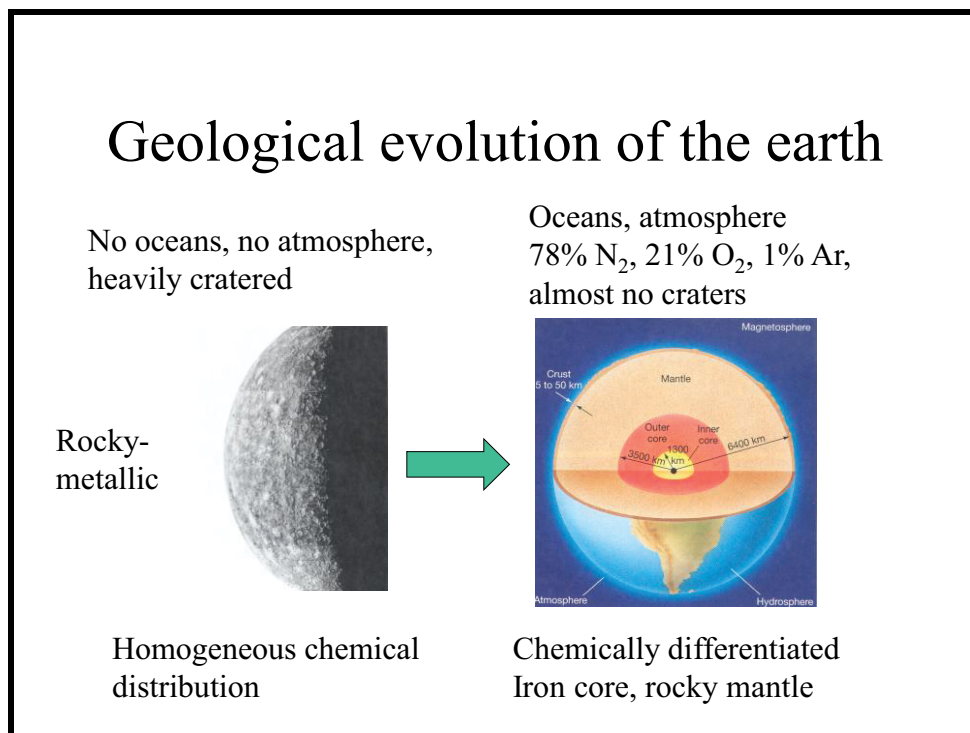 Geological evolution of the earth
No oceans, no atmosphere,
heavily cratered
Oceans, atmosphere
78% N₂, 21% O₂, 1% Ar,
almost no craters
Rocky-
metallic
Magnetosphere
Crust
5 to 50 km
Mantle
Outer
core
Inner
core
1300
km
3500 km
6400 km
Atmosphere
Hydrosphere
Homogeneous chemical
distribution
Chemically differentiated
Iron core, rocky mantle